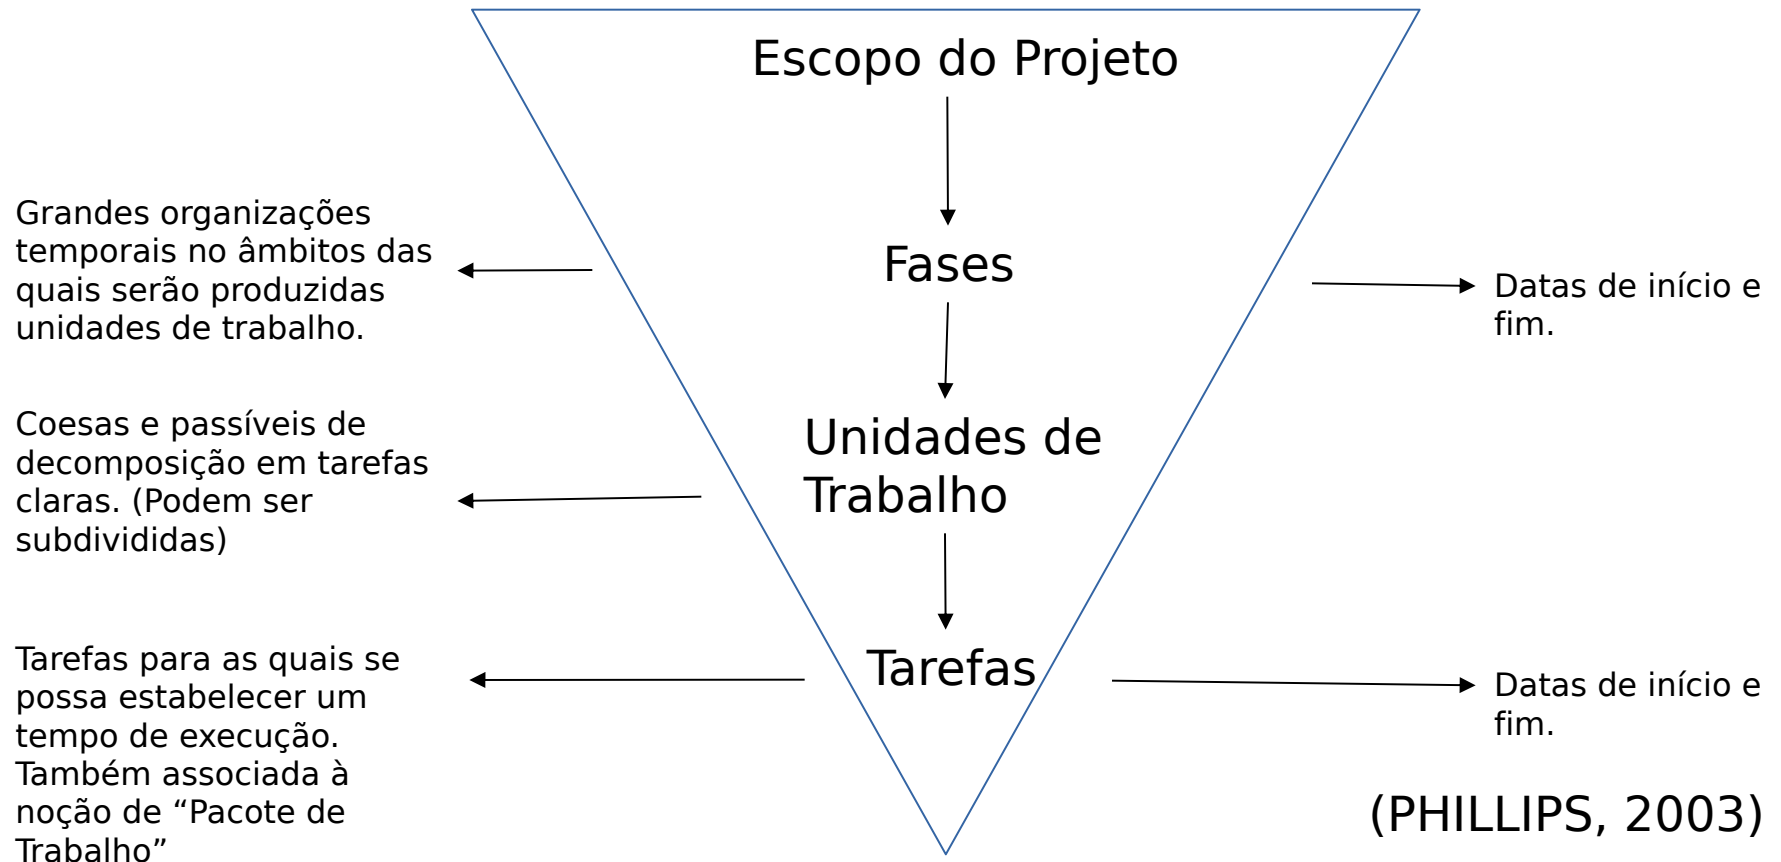 Escopo do Projeto
Grandes organizações
temporais no âmbitos das
quais serão produzidas
unidades de trabalho.
Fases
Datas de início e
fim.
Coesas e passíveis de
decomposição em tarefas
claras. (Podem ser
subdivididas)
Unidades de
Trabalho
Tarefas para as quais se
possa estabelecer um
tempo de execução.
Também associada à
noção de “Pacote de
Trabalho”
Tarefas
Datas de início e
fim.
(PHILLIPS, 2003)